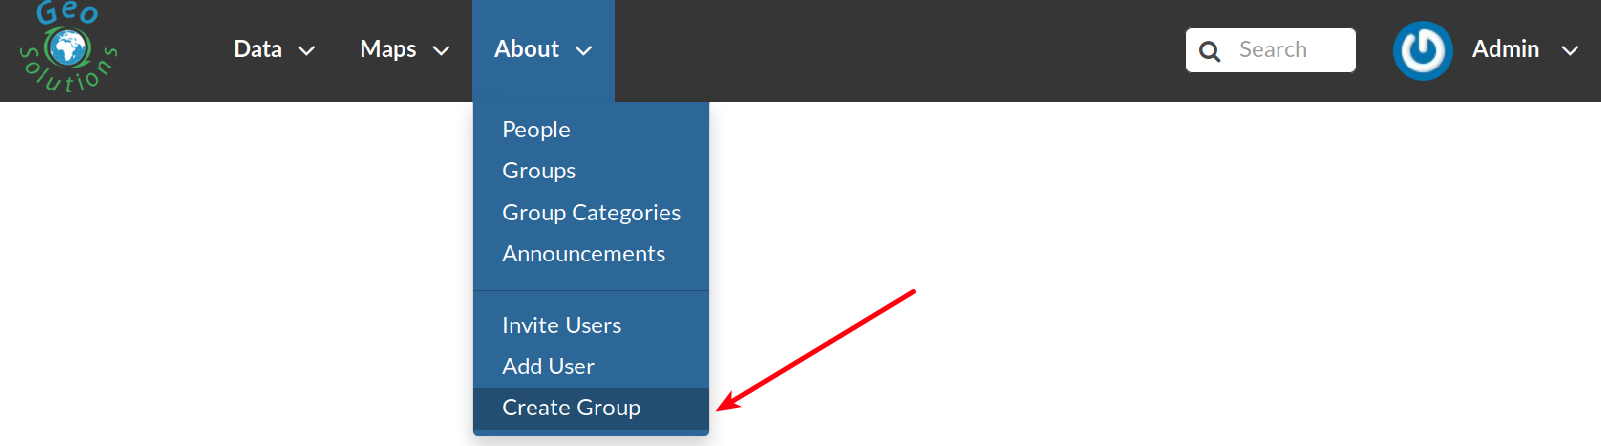 Geo
Solutions
Data
Maps
About
Search
Admin
People
Groups
Group Categories
Announcements
Invite Users
Add User
Create Group